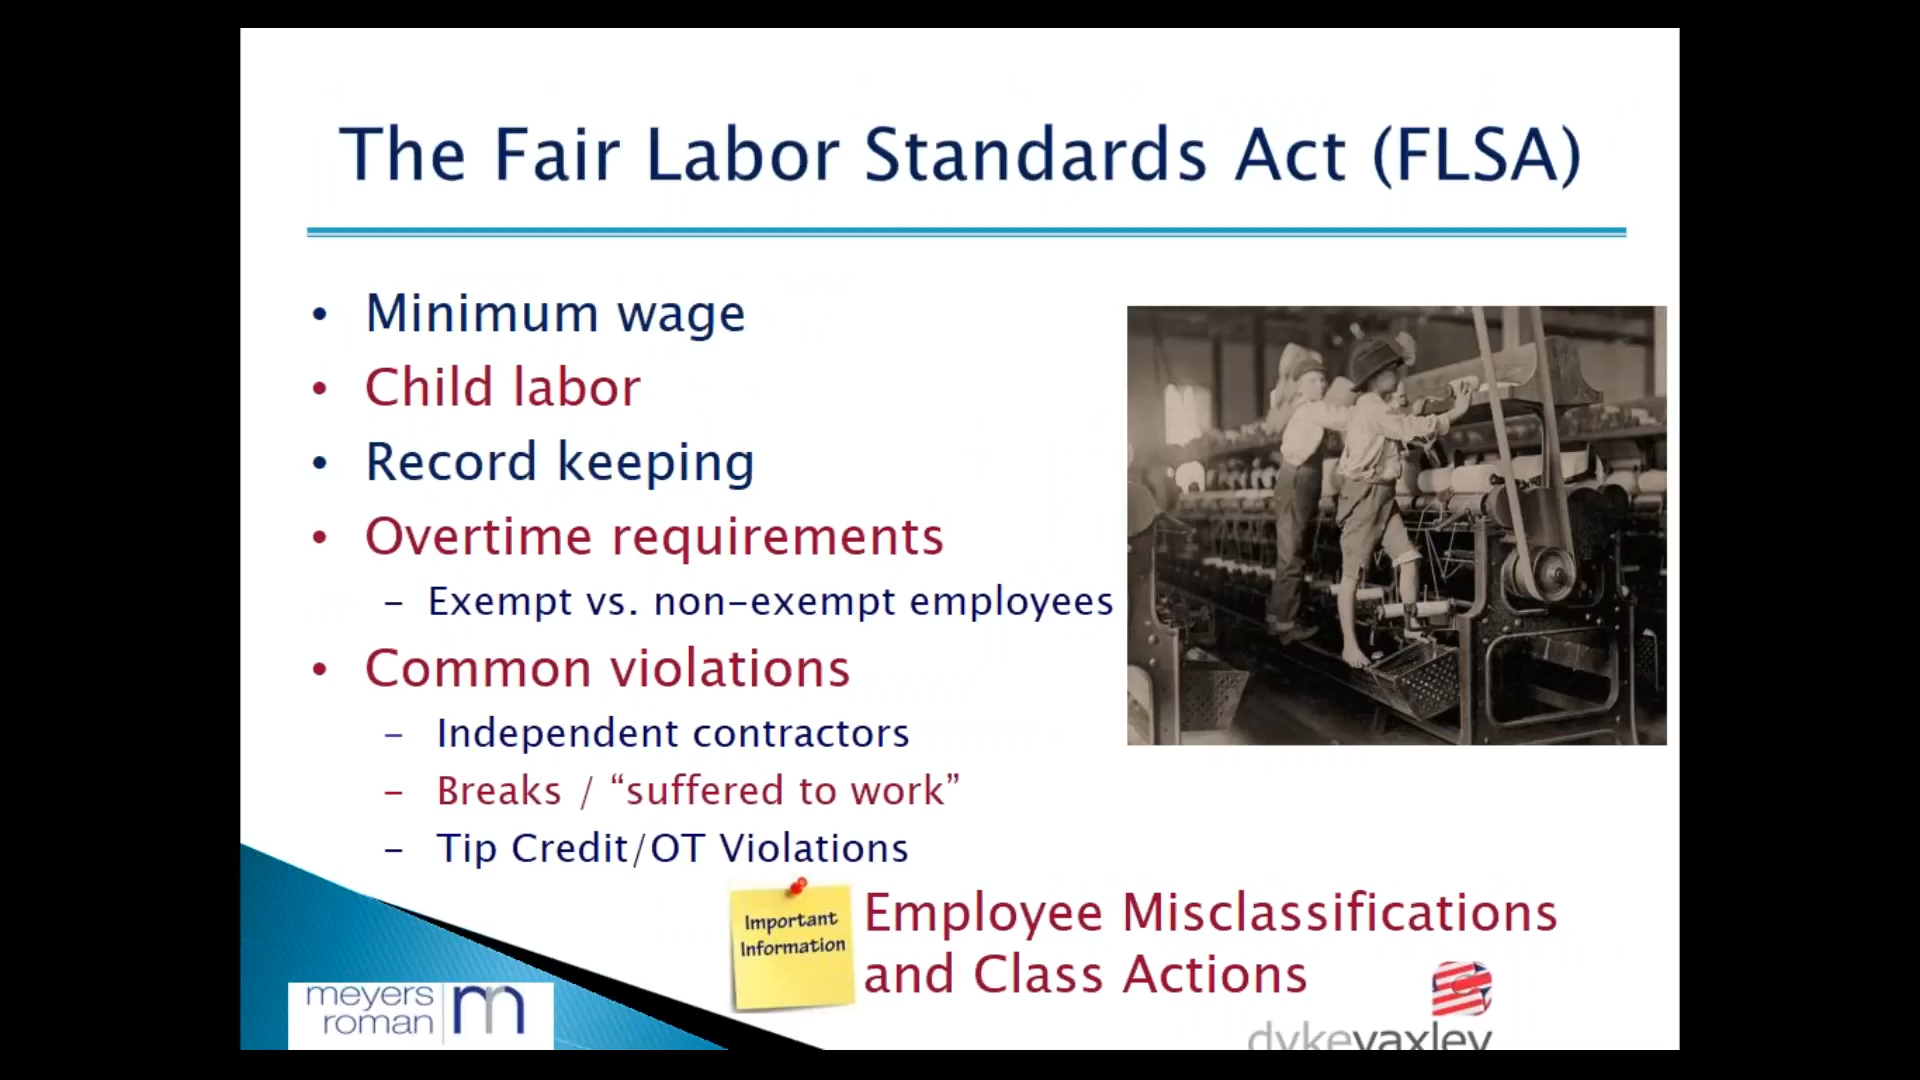 The Fair Labor Standards Act (FLSA)
• Minimum wage
• Child labor
• Record keeping
• Overtime requirements
– Exempt vs. non-exempt employees
• Common violations
– Independent contractors
– Breaks / “suffered to work”
– Tip Credit/OT Violations
Important
Information
Employee Misclassifications
and Class Actions
meyers
roman
m
dykeyaxley